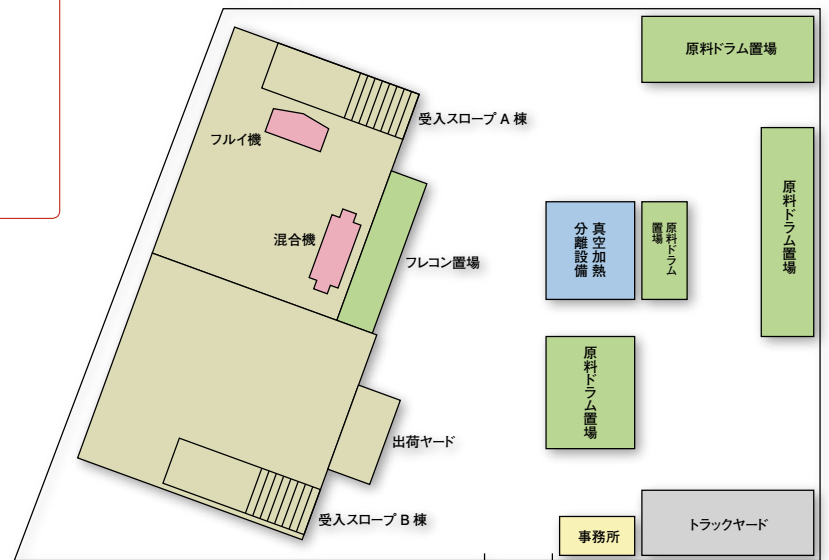 原料ドラム置場
受入スロープ A 棟
フルイ機
原料ドラム置場
混合機
真空加熱
分離設備
原料ドラム
置場
フレコン置場
原料ドラム置場
出荷ヤード
受入スロープ B 棟
事務所
トラックヤード